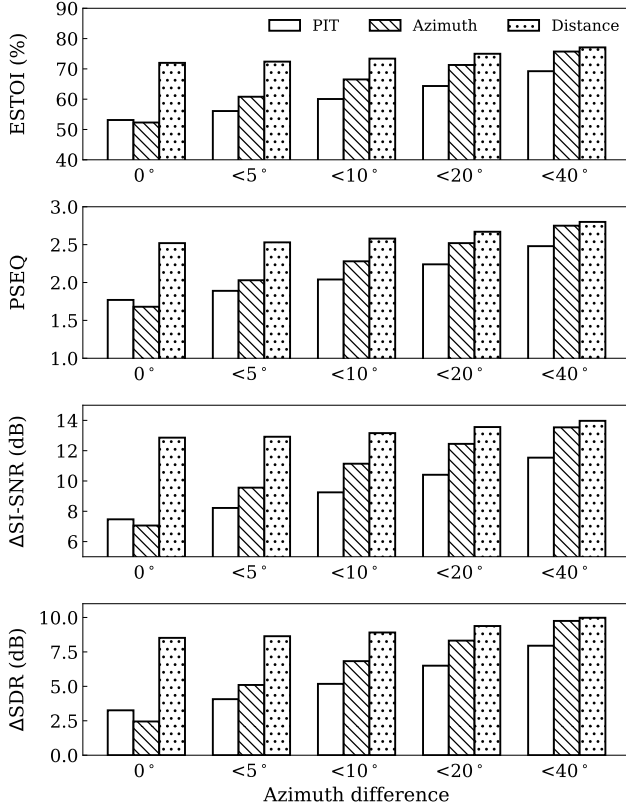 90
80
70
60
50
40
ESTOI (%)
PIT Azimuth Distance
0° <5° <10° <20° <40°
3.0
2.5
2.0
1.5
1.0
PSEQ
0° <5° <10° <20° <40°
14
12
10
8
6
ΔSI-SNR (dB)
0° <5° <10° <20° <40°
10.0
7.5
5.0
2.5
0.0
ΔSDR (dB)
0° <5° <10° <20° <40°
Azimuth difference